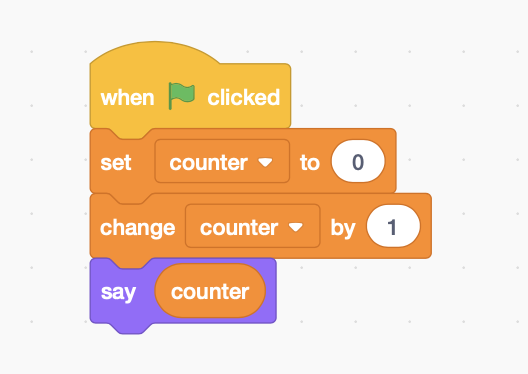 when clicked
set counter to 0
change counter by 1
say counter